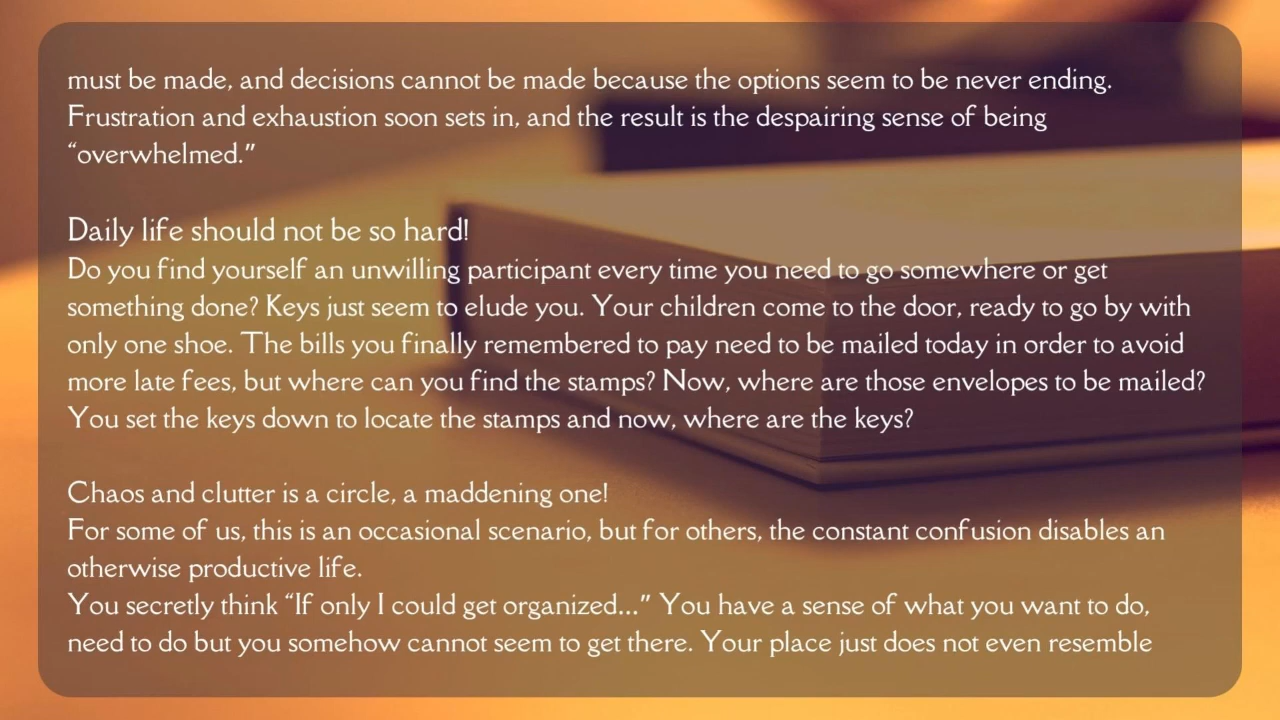 must be made, and decisions cannot be made because the options seem to be never ending.
Frustration and exhaustion soon sets in, and the result is the despairing sense of being
“overwhelmed.”
Daily life should not be so hard!
Do you find yourself an unwilling participant every time you need to go somewhere or get
something done? Keys just seem to elude you. Your children come to the door, ready to go by with
only one shoe. The bills you finally remembered to pay need to be mailed today in order to avoid
more late fees, but where can you find the stamps? Now, where are those envelopes to be mailed?
You set the keys down to locate the stamps and now, where are the keys?
Chaos and clutter is a circle, a maddening one!
For some of us, this is an occasional scenario, but for others, the constant confusion disables an
otherwise productive life.
You secretly think “If only I could get organized...” You have a sense of what you want to do,
need to do but you somehow cannot seem to get there. Your place just does not even resemble